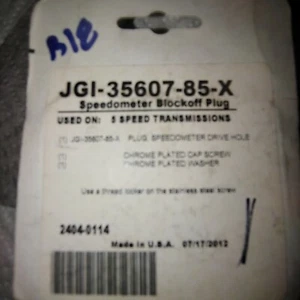 B12
JGI-35607-85-X
Speedometer Blockoff Plug
USED ON: 5 SPEED TRANSMISSIONS
JGI-35607-85-X PLUG, SPEEDOMETER DRIVE HOLE
CHROME PLATED CAP SCREW
CHROME PLATED WASHER
Use a thread locker on the stainless steel screw
2404-0114
Made in U.S.A. 07/17/2012